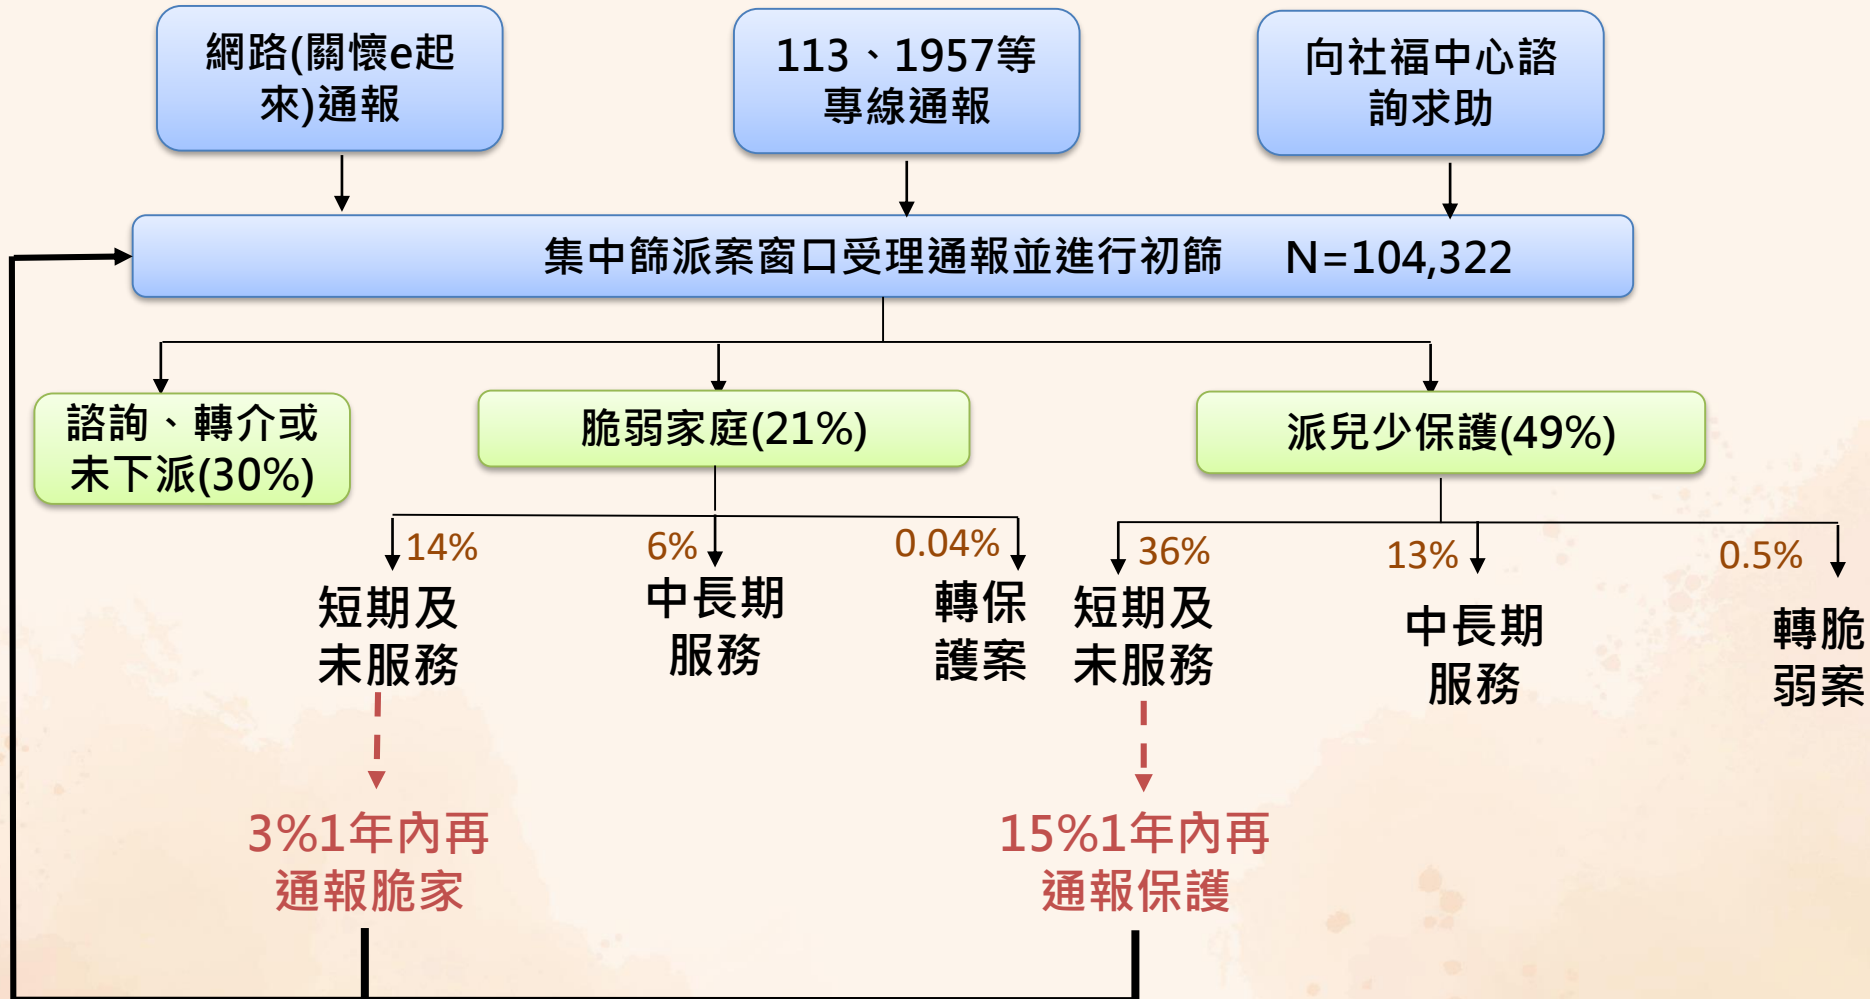 網路(關懷e起
來)通報
113、1957等
專線通報
向社福中心諮
詢求助
集中篩派案窗口受理通報並進行初篩 N=104,322
諮詢、轉介或
未下派(30%)
脆弱家庭(21%)
派兒少保護(49%)
14%
短期及
未服務
6%
中長期
服務
0.04%
轉保
護案
36%
短期及
未服務
13%
中長期
服務
0.5%
轉脆
弱案
3%1年內再
通報脆家
15%1年內再
通報保護